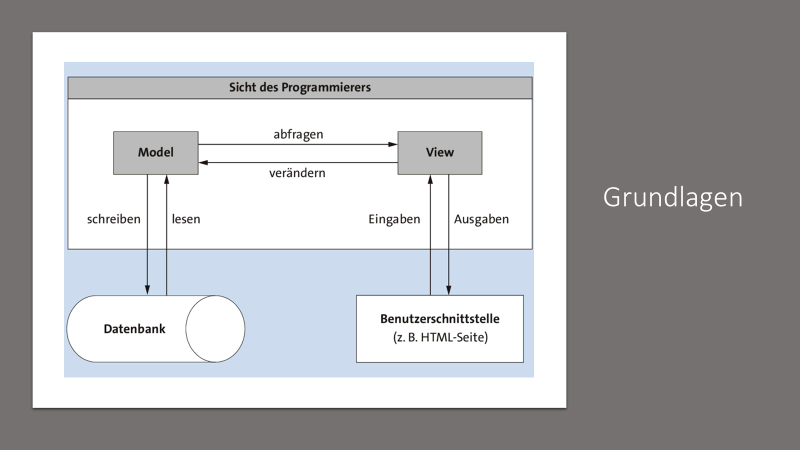 Sicht des Programmierers
abfragen
Model
View
verändern
schreiben
lesen
Eingaben
Ausgaben
Datenbank
Benutzerschnittstelle
(z. B. HTML-Seite)
Grundlagen